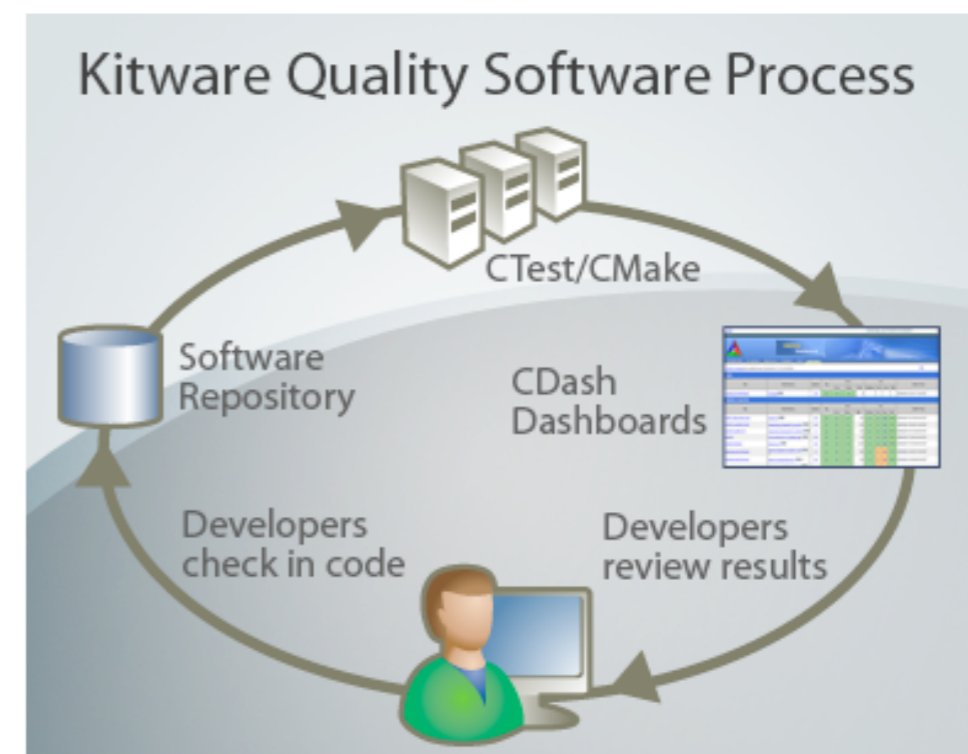 Kitware Quality Software Process
CTest/CMake
Software
Repository
CDash
Dashboards
Developers
check in code
Developers
review results